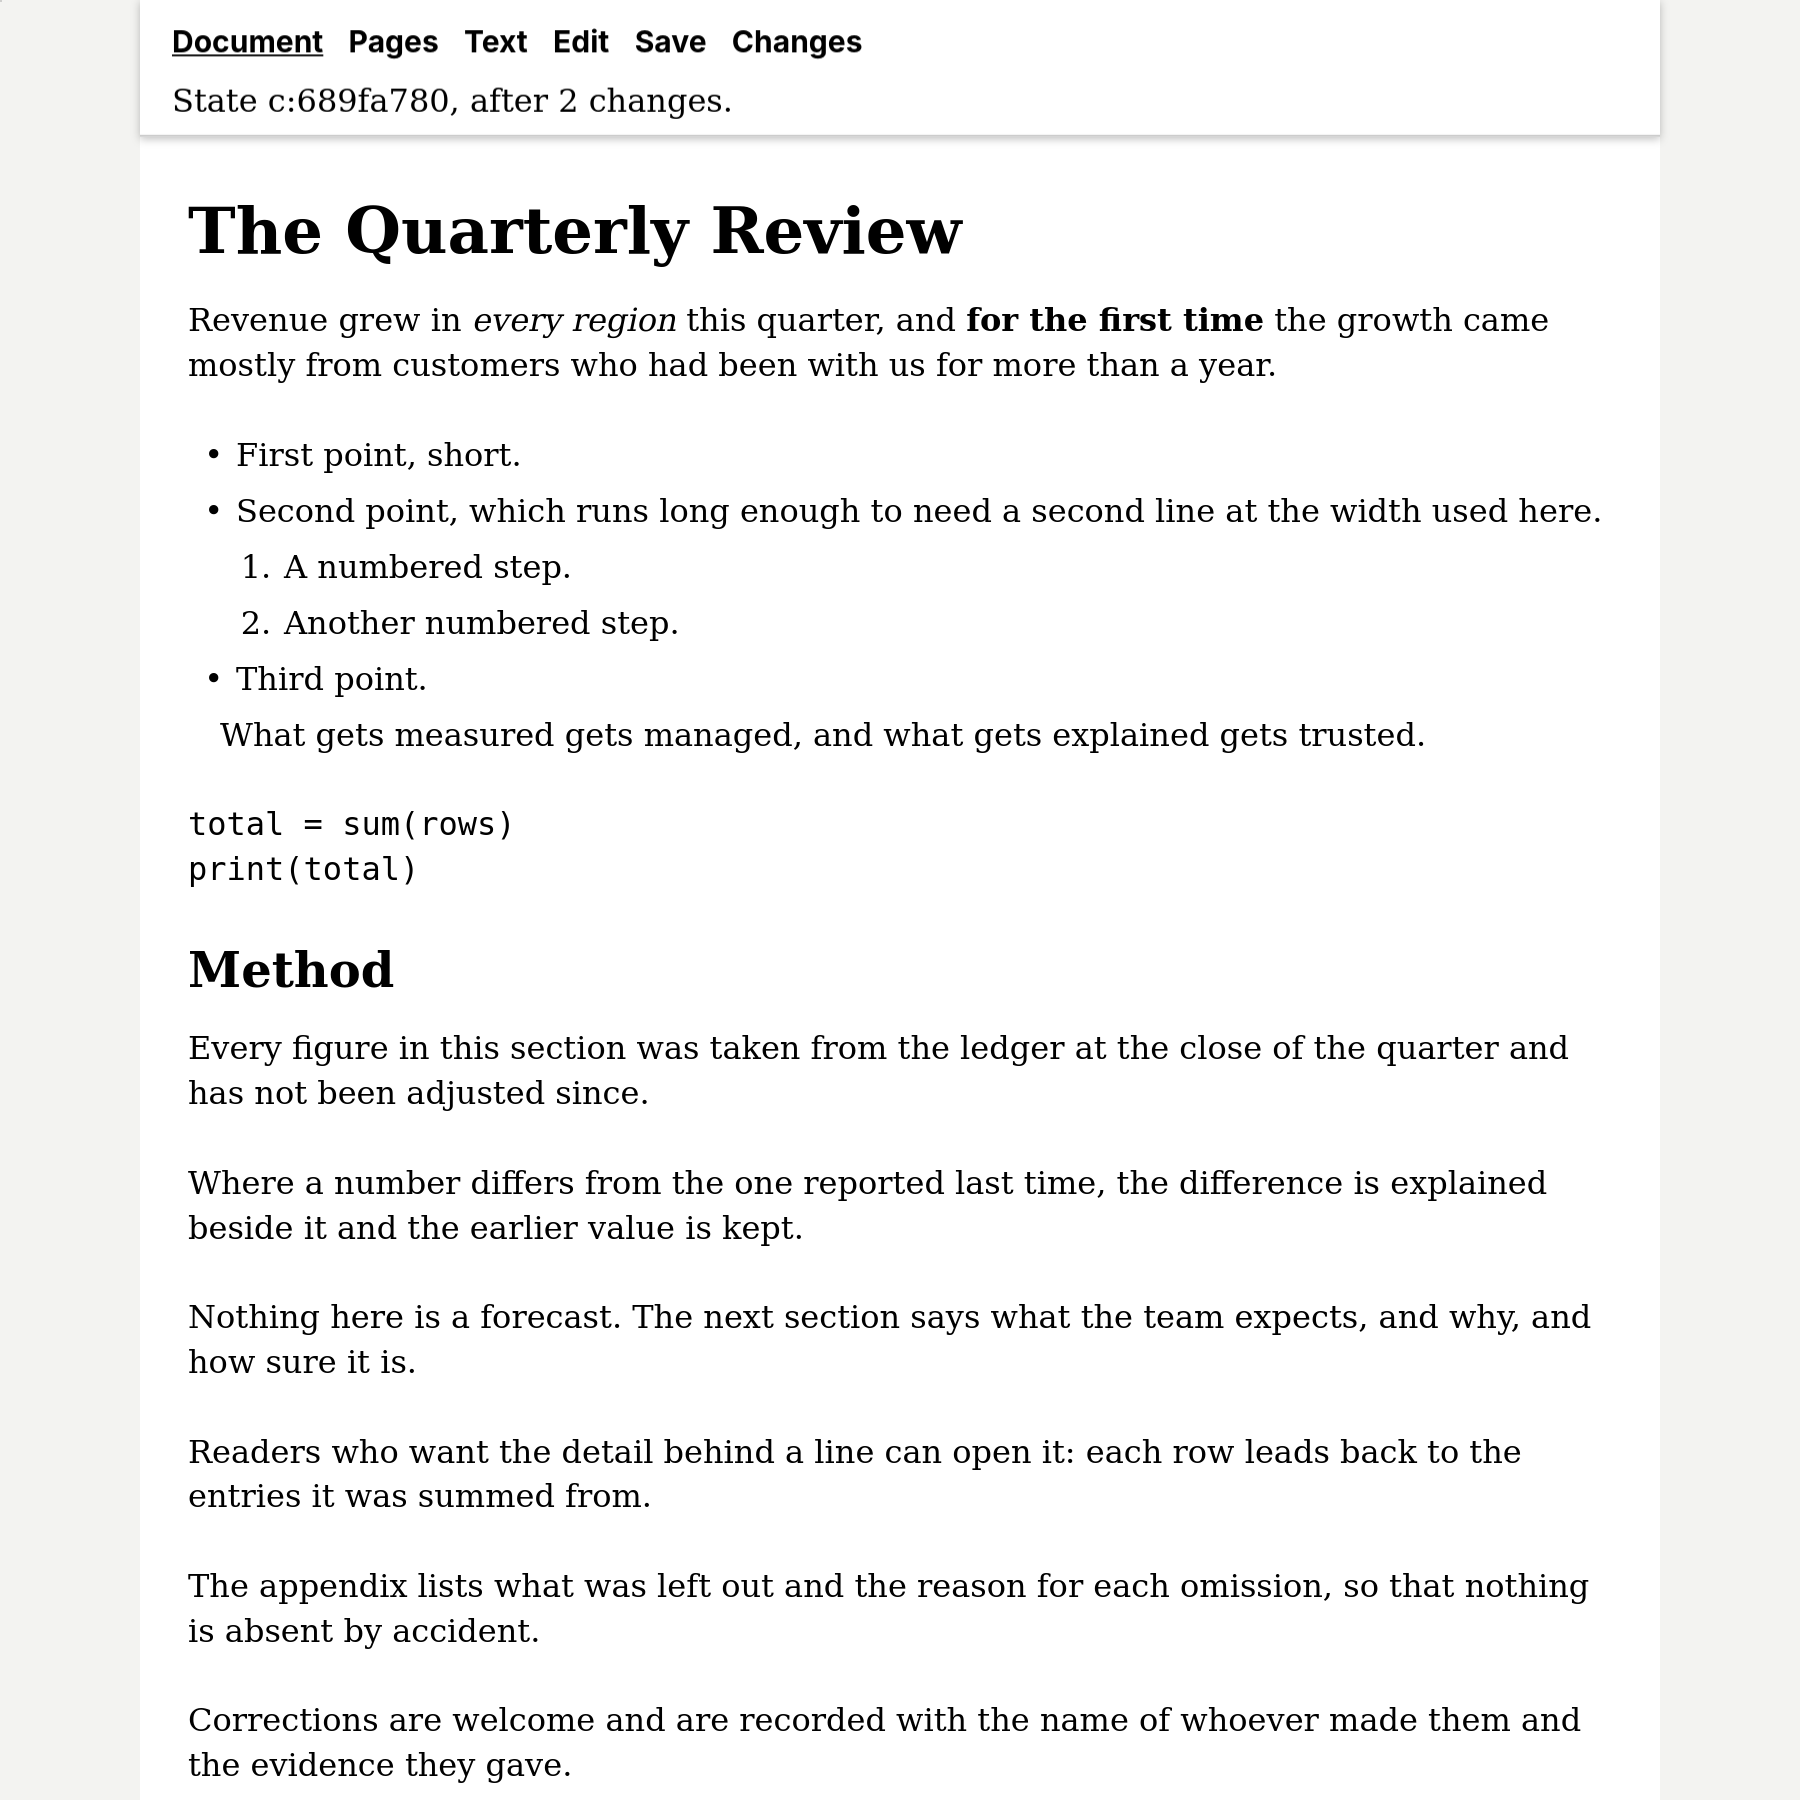 Document Pages Text Edit Save Changes
State c:689fa780, after 2 changes.
The Quarterly Review
Revenue grew in every region this quarter, and for the first time the growth came
mostly from customers who had been with us for more than a year.
• First point, short.
• Second point, which runs long enough to need a second line at the width used here.
1. A numbered step.
2. Another numbered step.
• Third point.
What gets measured gets managed, and what gets explained gets trusted.
total = sum(rows)
print(total)
Method
Every figure in this section was taken from the ledger at the close of the quarter and
has not been adjusted since.
Where a number differs from the one reported last time, the difference is explained
beside it and the earlier value is kept.
Nothing here is a forecast. The next section says what the team expects, and why, and
how sure it is.
Readers who want the detail behind a line can open it: each row leads back to the
entries it was summed from.
The appendix lists what was left out and the reason for each omission, so that nothing
is absent by accident.
Corrections are welcome and are recorded with the name of whoever made them and
the evidence they gave.